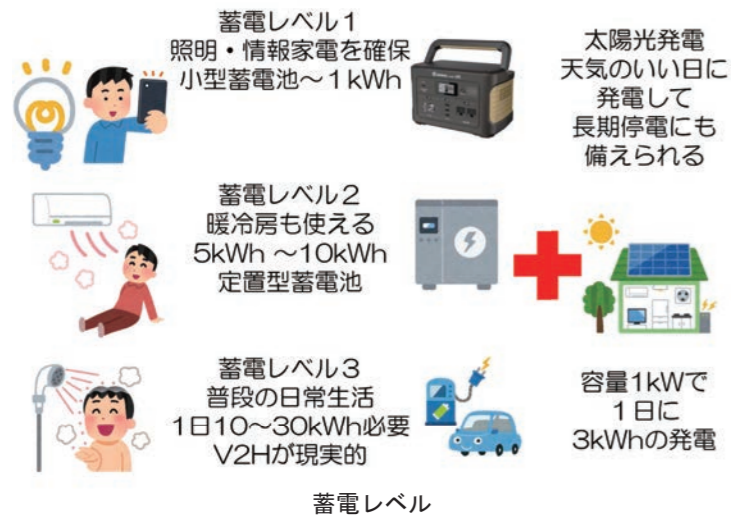 蓄電レベル１
照明・情報家電を確保
小型蓄電池～１kWh
太陽光発電
天気のいい日に
発電して
長期停電にも
備えられる
蓄電レベル２
暖冷房も使える
5kWh ～10kWh
定置型蓄電池
蓄電レベル３
普段の日常生活
1日10～30kWh必要
V2Hが現実的
容量1kWで
１日に
3kWhの発電
蓄電レベル